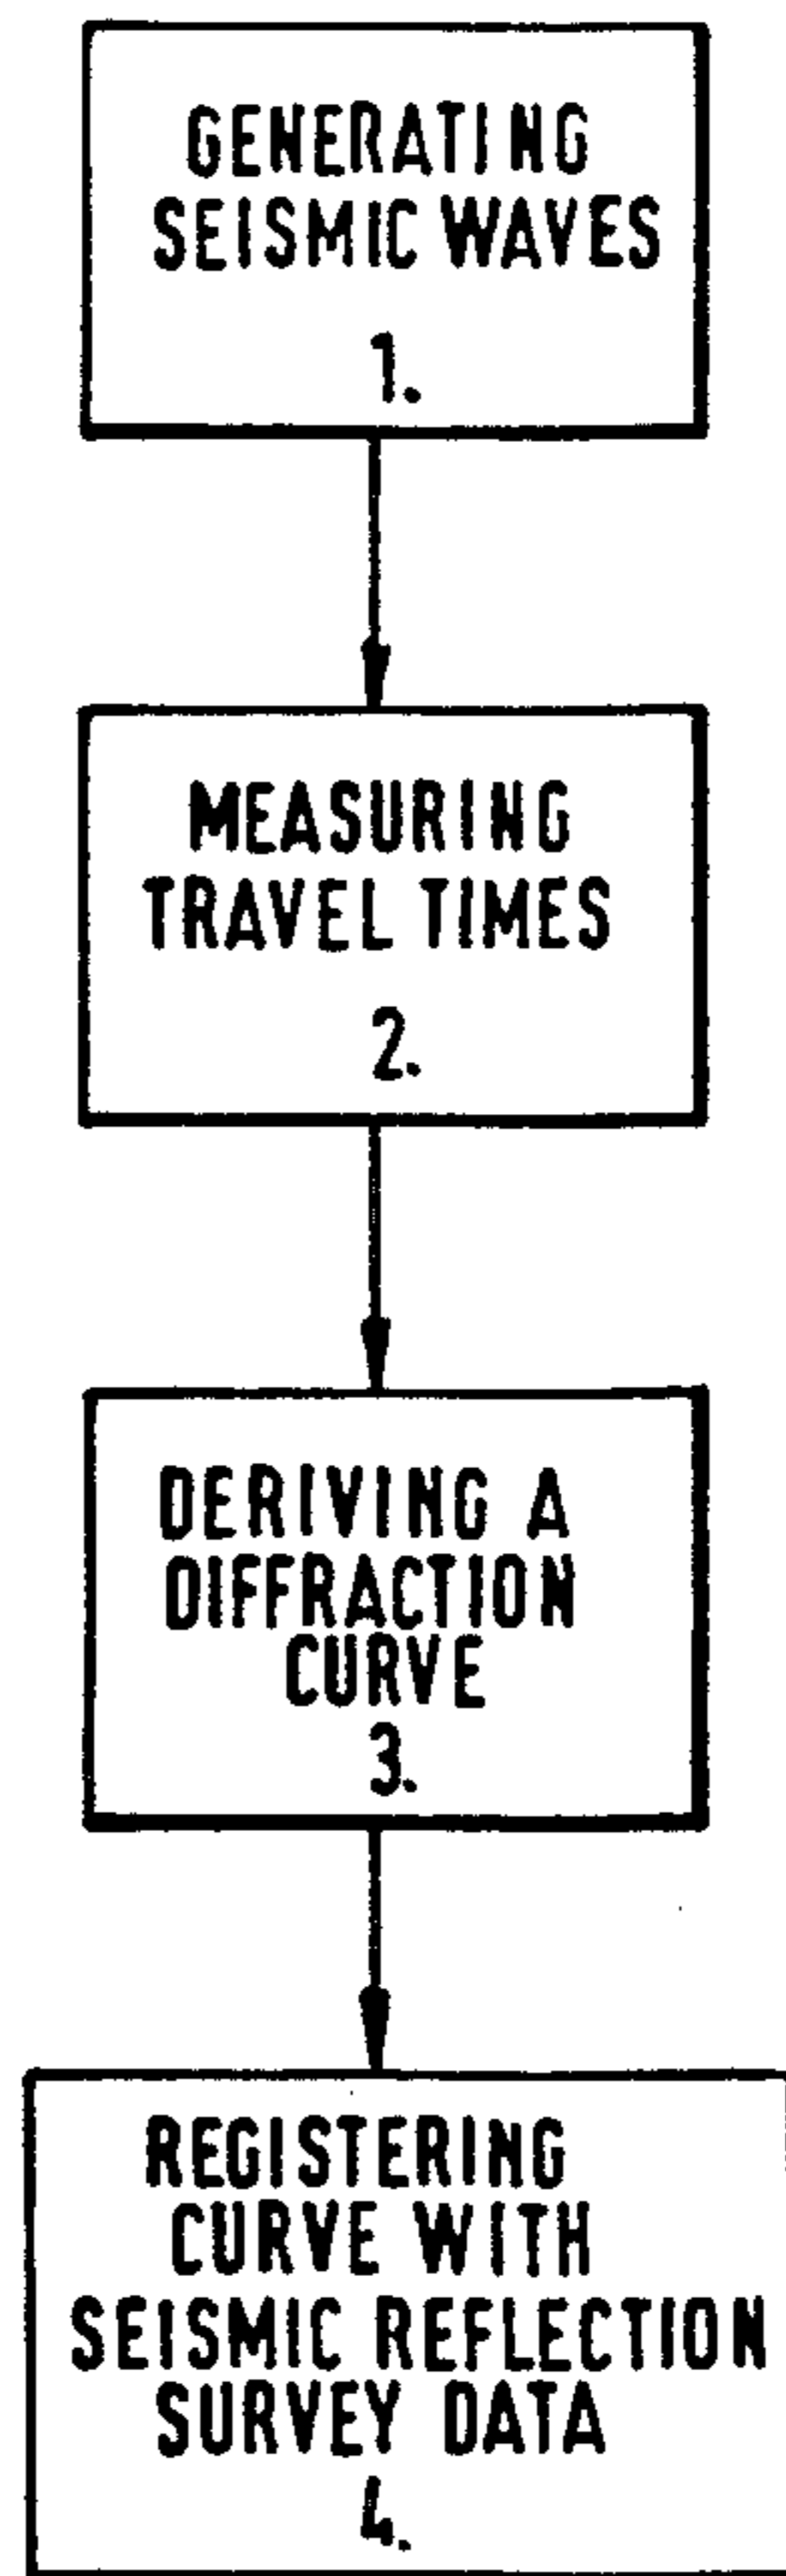 GENERATING
SEISMIC WAVES
1.
MEASURING
TRAVEL TIMES
2.
DERIVING A
DIFFRACTION
CURVE
3.
REGISTERING
CURVE WITH
SEISMIC REFLECTION
SURVEY DATA
4.